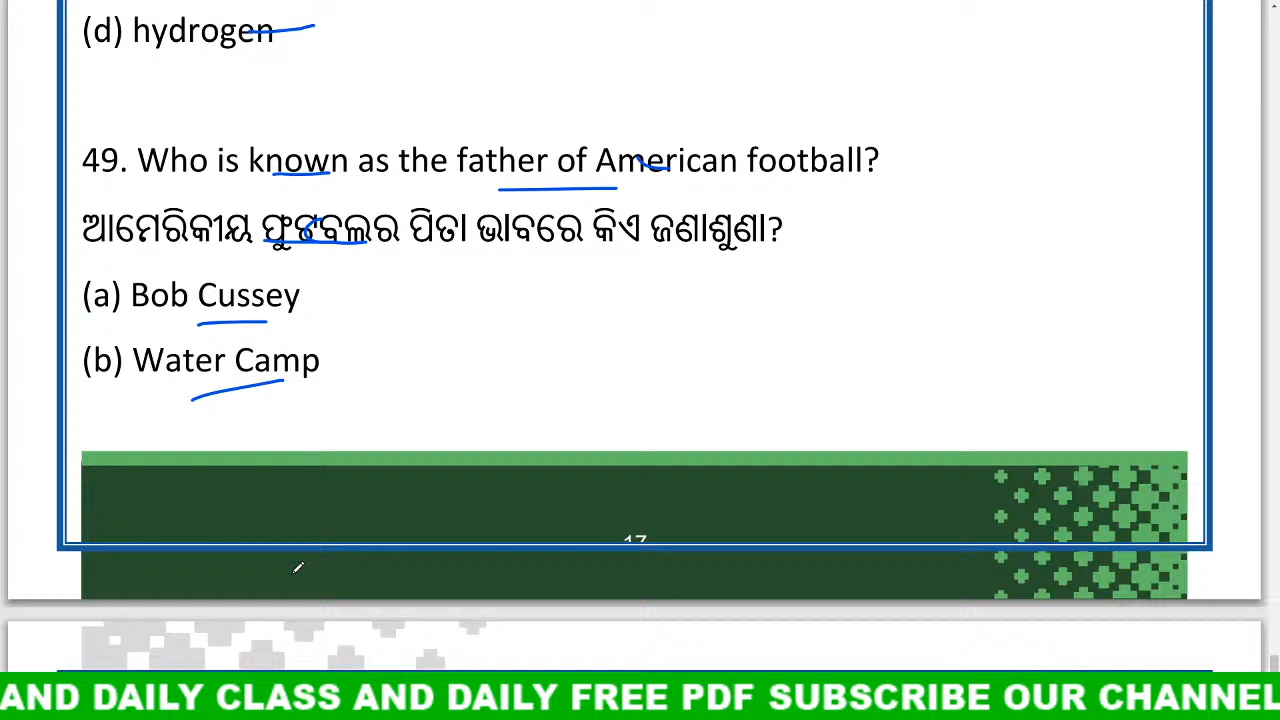 (d) hydrogen
49. Who is known as the father of American football?
ଆମେରିକୀୟ ଫୁଟବଲର ପିତା ଭାବରେ କିଏ ଜଣାଶୁଣା?
(a) Bob Cussey
(b) Water Camp
17
AND DAILY CLASS AND DAILY FREE PDF SUBSCRIBE OUR CHANNEL